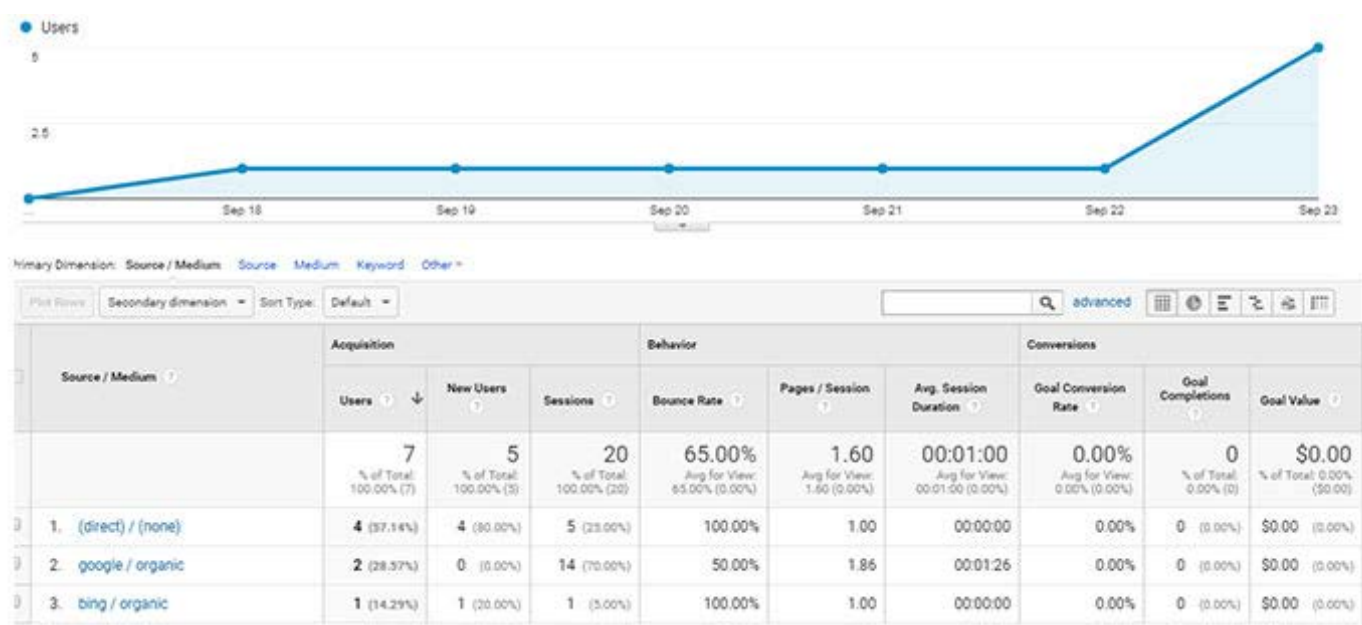 Users
5
2.5
...
Sep 18 Sep 19 Sep 20 Sep 21 Sep 22 Sep 23
rimary Dimension: Source / Medium Source Medium Keyword Other
Plot Rows Secondary dimension Sort Type: Default advanced
Acquisition Behavior Conversions
Source / Medium ? Users ? New Users ? Sessions ? Bounce Rate ? Pages / Session ? Avg. Session Duration ? Goal Conversion Rate ? Goal Completions ? Goal Value ?
7 5 20 65.00% 1.60 00:01:00 0.00% 0 $0.00
% of Total: 100.00% (7) % of Total: 100.00% (5) % of Total: 100.00% (20) Avg for View: 65.00% (0.00%) Avg for View: 1.60 (0.00%) Avg for View: 00:01:00 (0.00%) Avg for View: 0.00% (0.00%) % of Total: 0.00% (0) % of Total: 0.00% ($0.00)
1. (direct) / (none) 4 (57.14%) 4 (80.00%) 5 (25.00%) 100.00% 1.00 00:00:00 0.00% 0 (0.00%) $0.00 (0.00%)
2. google / organic 2 (28.57%) 0 (0.00%) 14 (70.00%) 50.00% 1.86 00:01:26 0.00% 0 (0.00%) $0.00 (0.00%)
3. bing / organic 1 (14.29%) 1 (20.00%) 1 (5.00%) 100.00% 1.00 00:00:00 0.00% 0 (0.00%) $0.00 (0.00%)